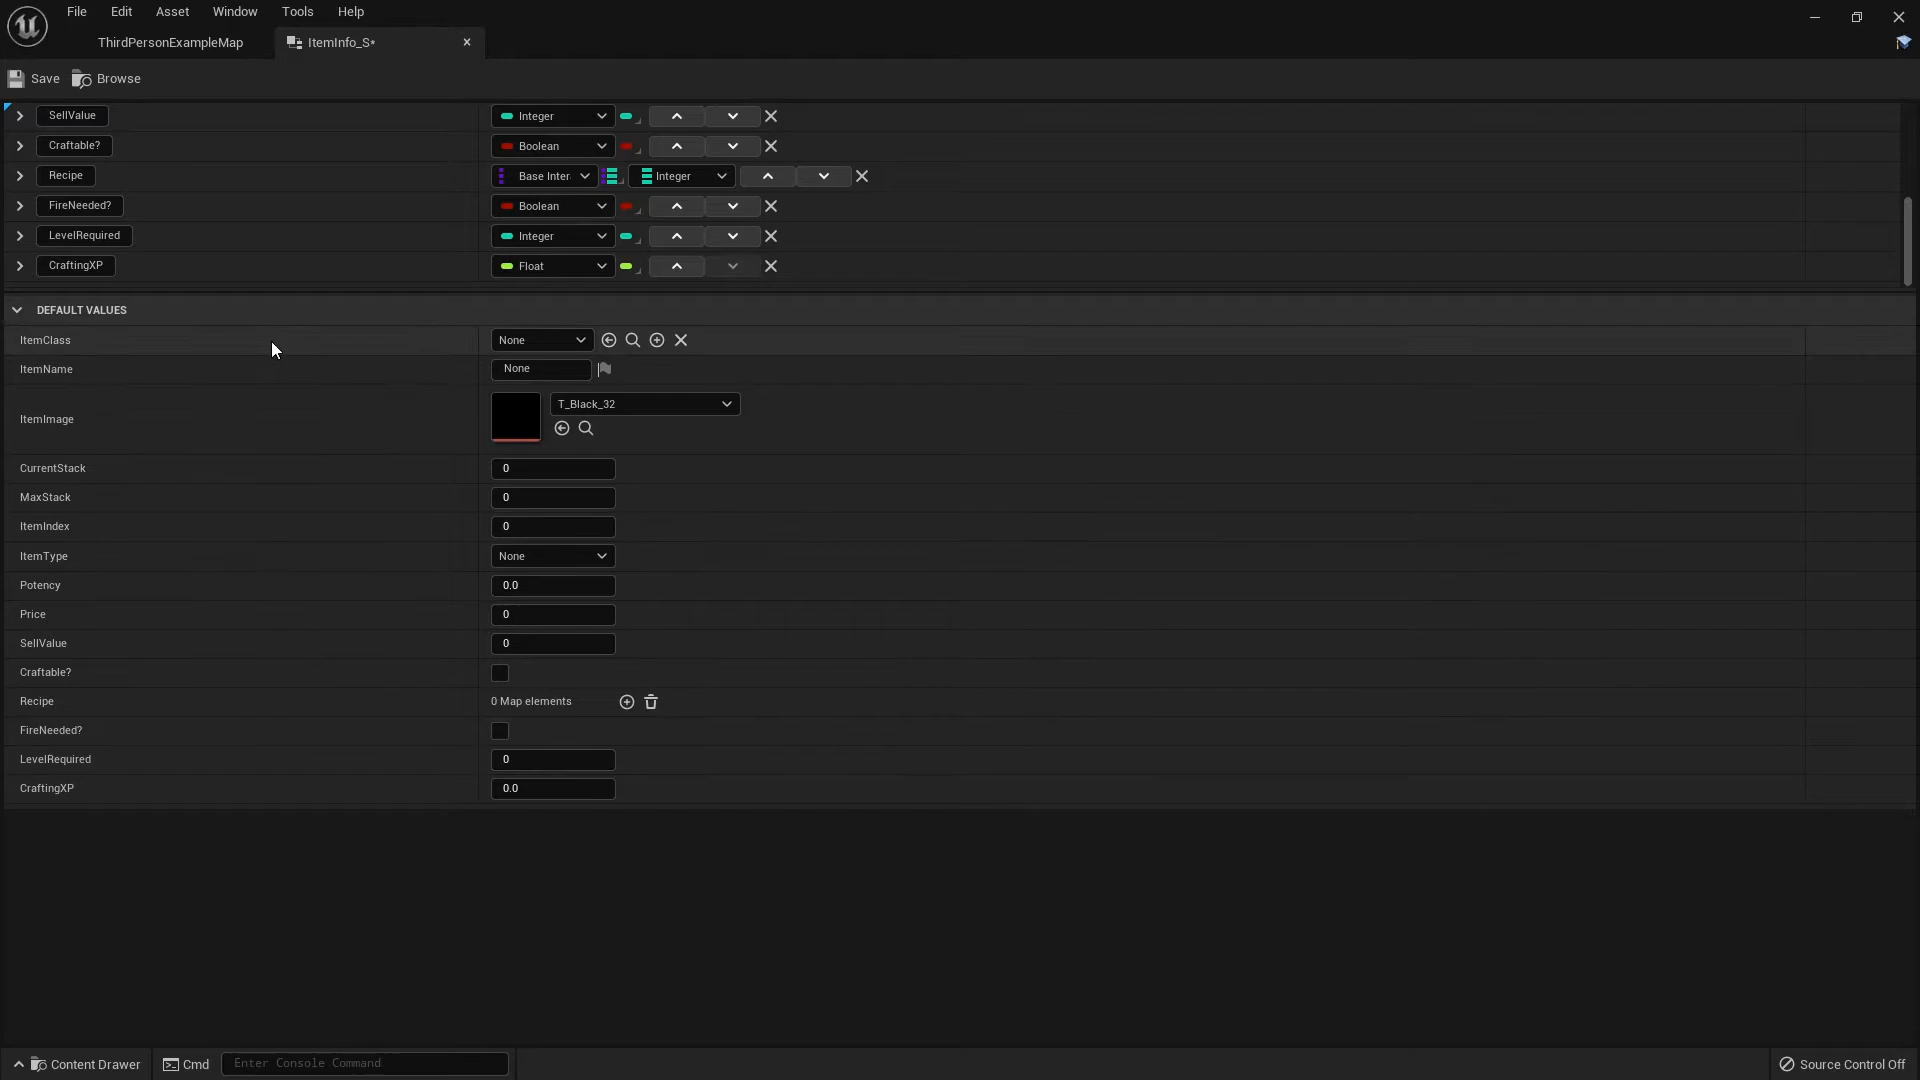 File Edit Asset Window Tools Help
ThirdPersonExampleMap ItemInfo_S*
Save Browse
SellValue Integer
Craftable? Boolean
Recipe Base Inter Integer
FireNeeded? Boolean
LevelRequired Integer
CraftingXP Float
DEFAULT VALUES
ItemClass None
ItemName None
ItemImage T_Black_32
CurrentStack 0
MaxStack 0
ItemIndex 0
ItemType None
Potency 0.0
Price 0
SellValue 0
Craftable?
Recipe 0 Map elements
FireNeeded?
LevelRequired 0
CraftingXP 0.0
Content Drawer Cmd Enter Console Command Source Control Off